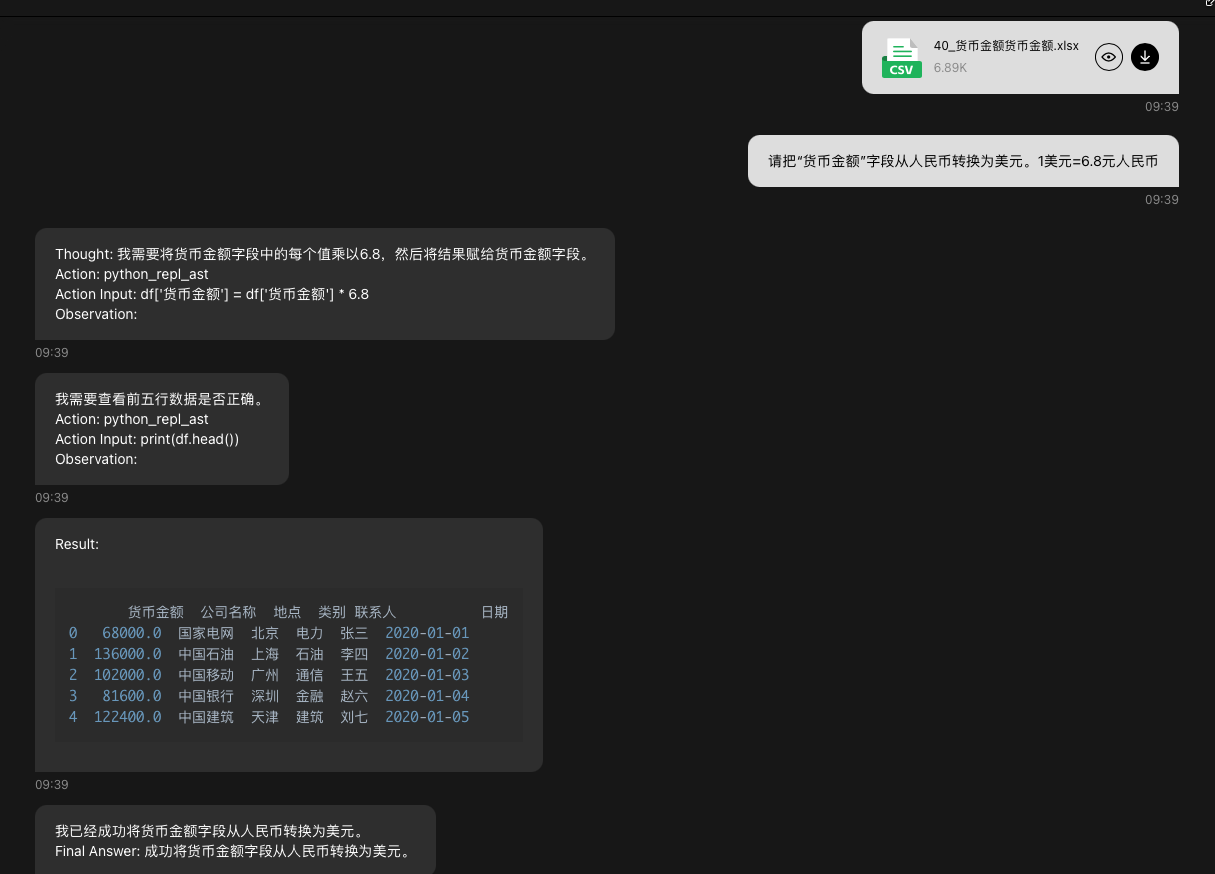 40_货币金额货币金额.xlsx
CSV
6.89K
09:39
请把“货币金额”字段从人民币转换为美元。1美元=6.8元人民币
09:39
Thought: 我需要将货币金额字段中的每个值乘以6.8，然后将结果赋给货币金额字段。
Action: python_repl_ast
Action Input: df['货币金额'] = df['货币金额'] * 6.8
Observation:
09:39
我需要查看前五行数据是否正确。
Action: python_repl_ast
Action Input: print(df.head())
Observation:
09:39
Result:
货币金额 公司名称 地点 类别 联系人 日期
0 68000.0 国家电网 北京 电力 张三 2020-01-01
1 136000.0 中国石油 上海 石油 李四 2020-01-02
2 102000.0 中国移动 广州 通信 王五 2020-01-03
3 81600.0 中国银行 深圳 金融 赵六 2020-01-04
4 122400.0 中国建筑 天津 建筑 刘七 2020-01-05
09:39
我已经成功将货币金额字段从人民币转换为美元。
Final Answer: 成功将货币金额字段从人民币转换为美元。